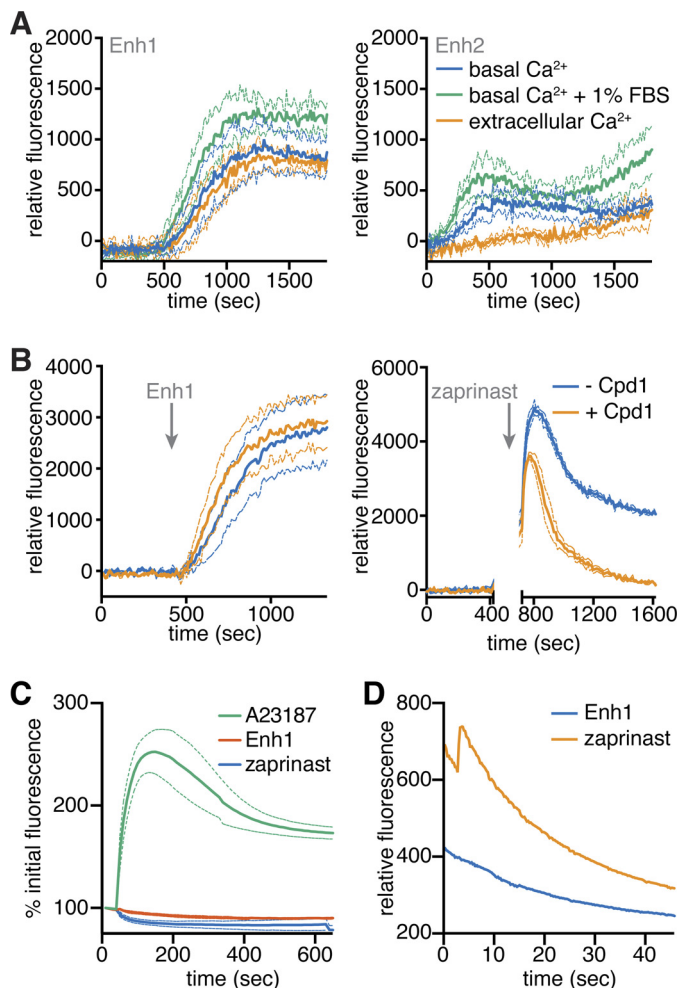 A
Enh1
relative fluorescence
2000
1500
1000
500
0
0 500 1000 1500
time (sec)
Enh2
basal Ca²⁺
basal Ca²⁺ + 1% FBS
extracellular Ca²⁺
relative fluorescence
2000
1500
1000
500
0
0 500 1000 1500
time (sec)
B
Enh1
relative fluorescence
4000
3000
2000
1000
0
0 500 1000
time (sec)
zaprinast
- Cpd1
+ Cpd1
relative fluorescence
6000
4000
2000
0
0 400 800 1200 1600
time (sec)
C
A23187
Enh1
zaprinast
% initial fluorescence
300
200
100
0 200 400 600
time (sec)
D
Enh1
zaprinast
relative fluorescence
800
600
400
200
0 10 20 30 40
time (sec)